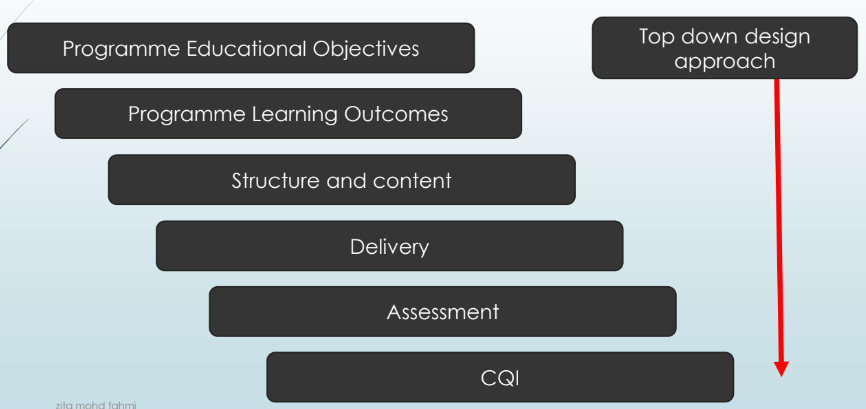 Programme Educational Objectives
Top down design
approach
Programme Learning Outcomes
Structure and content
Delivery
Assessment
CQI
zita mohd fahmi